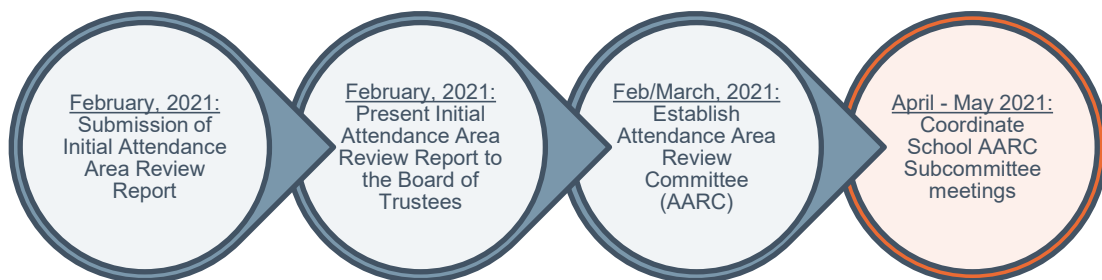 February, 2021:
Submission of
Initial Attendance
Area Review
Report
February, 2021:
Present Initial
Attendance Area
Review Report to
the Board of
Trustees
Feb/March, 2021:
Establish
Attendance Area
Review
Committee
(AARC)
April - May 2021:
Coordinate
School AARC
Subcommittee
meetings